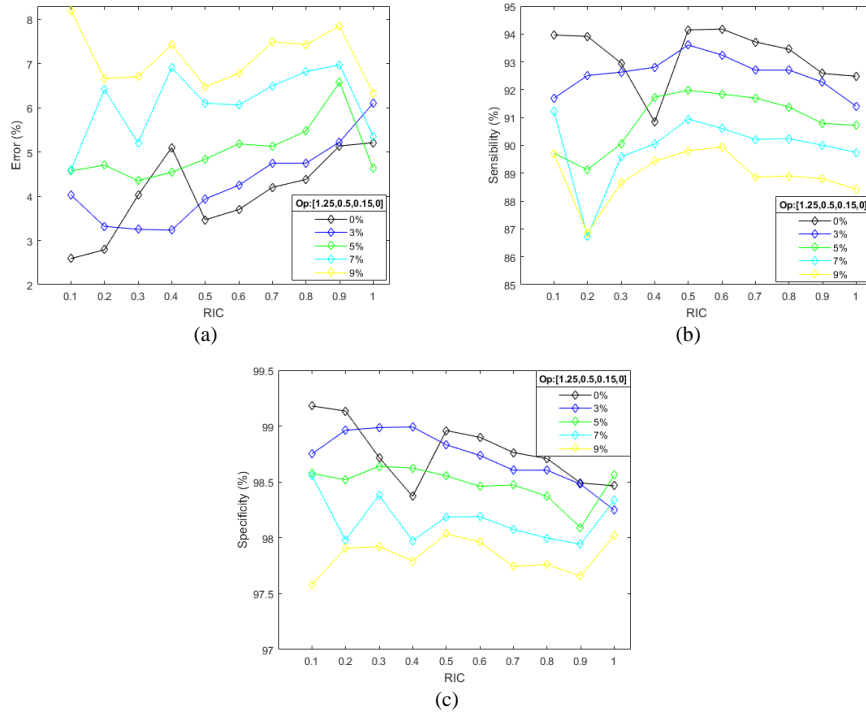 8
7
6
5
4
3
2
Error (%)
0.1 0.2 0.3 0.4 0.5 0.6 0.7 0.8 0.9 1
RIC
Op:[1.25,0.5,0.15,0]
0%
3%
5%
7%
9%
(a)
95
94
93
92
91
90
89
88
87
86
85
Sensibility (%)
0.1 0.2 0.3 0.4 0.5 0.6 0.7 0.8 0.9 1
RIC
Op:[1.25,0.5,0.15,0]
0%
3%
5%
7%
9%
(b)
99.5
99
98.5
98
97.5
97
Specificity (%)
0.1 0.2 0.3 0.4 0.5 0.6 0.7 0.8 0.9 1
RIC
Op:[1.25,0.5,0.15,0]
0%
3%
5%
7%
9%
(c)